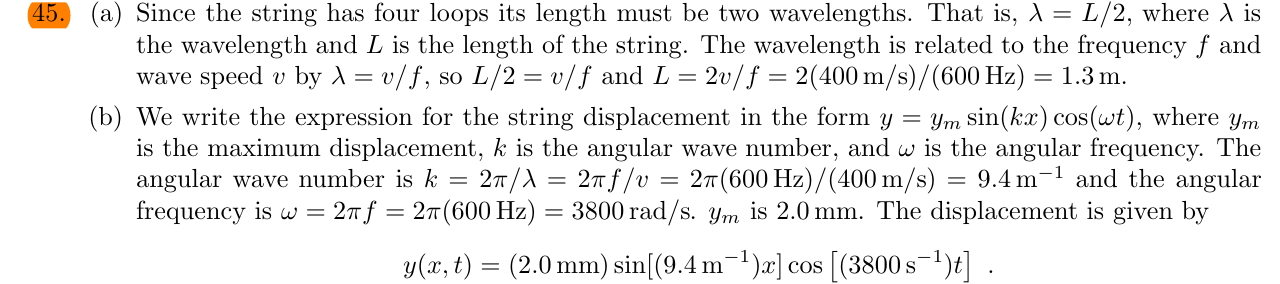 45. (a) Since the string has four loops its length must be two wavelengths. That is, λ = L/2, where λ is
the wavelength and L is the length of the string. The wavelength is related to the frequency f and
wave speed v by λ = v/f, so L/2 = v/f and L = 2v/f = 2(400 m/s)/(600 Hz) = 1.3 m.
(b) We write the expression for the string displacement in the form y = yₘ sin(kx) cos(ωt), where yₘ
is the maximum displacement, k is the angular wave number, and ω is the angular frequency. The
angular wave number is k = 2π/λ = 2πf/v = 2π(600 Hz)/(400 m/s) = 9.4 m⁻¹ and the angular
frequency is ω = 2πf = 2π(600 Hz) = 3800 rad/s. yₘ is 2.0 mm. The displacement is given by
y(x, t) = (2.0 mm) sin[(9.4 m⁻¹)x] cos [(3800 s⁻¹)t] .